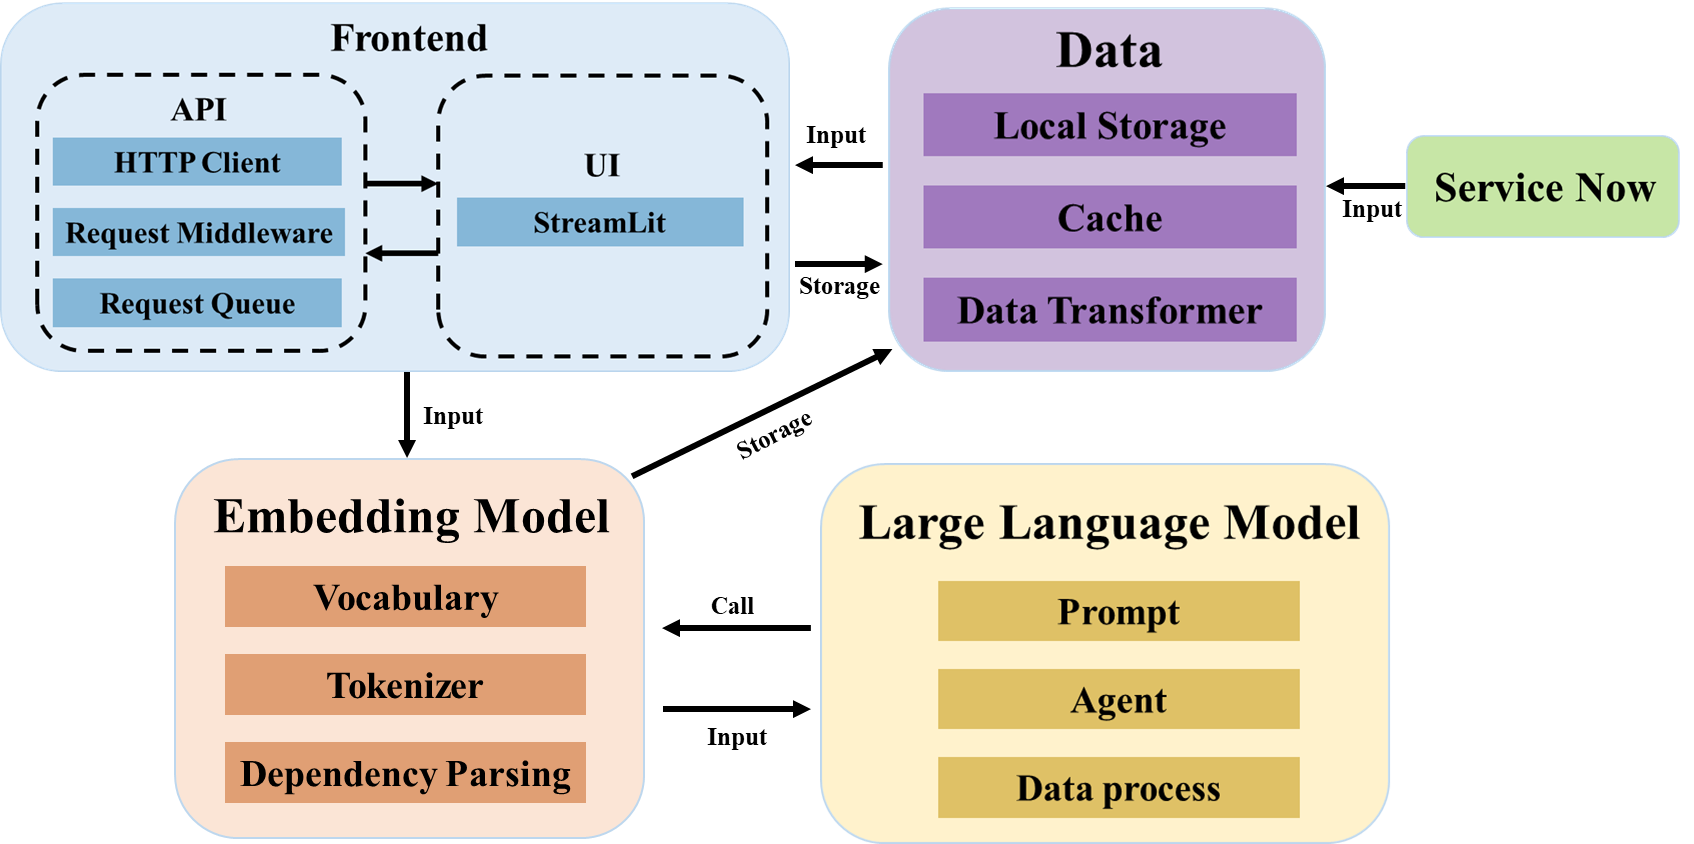 Frontend
API
HTTP Client
Request Middleware
Request Queue
UI
StreamLit
Input
Storage
Data
Local Storage
Cache
Data Transformer
Input
Service Now
Input
Storage
Embedding Model
Vocabulary
Tokenizer
Dependency Parsing
Call
Input
Large Language Model
Prompt
Agent
Data process